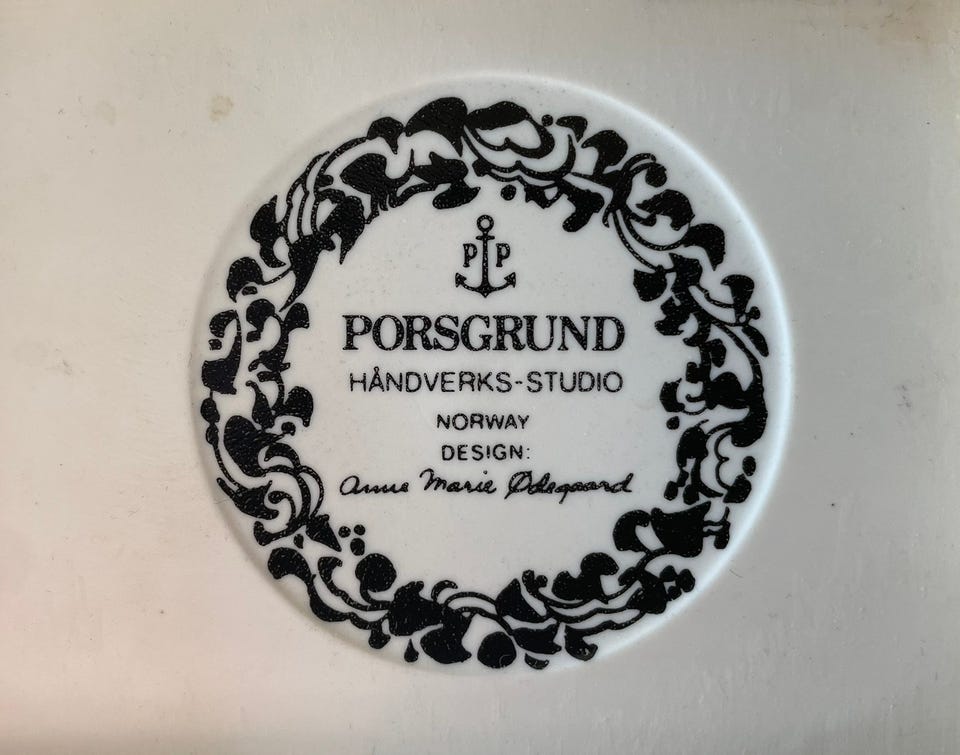 P P
PORSGRUND
HÅNDVERKS-STUDIO
NORWAY
DESIGN:
Anne Marie Ødegaard